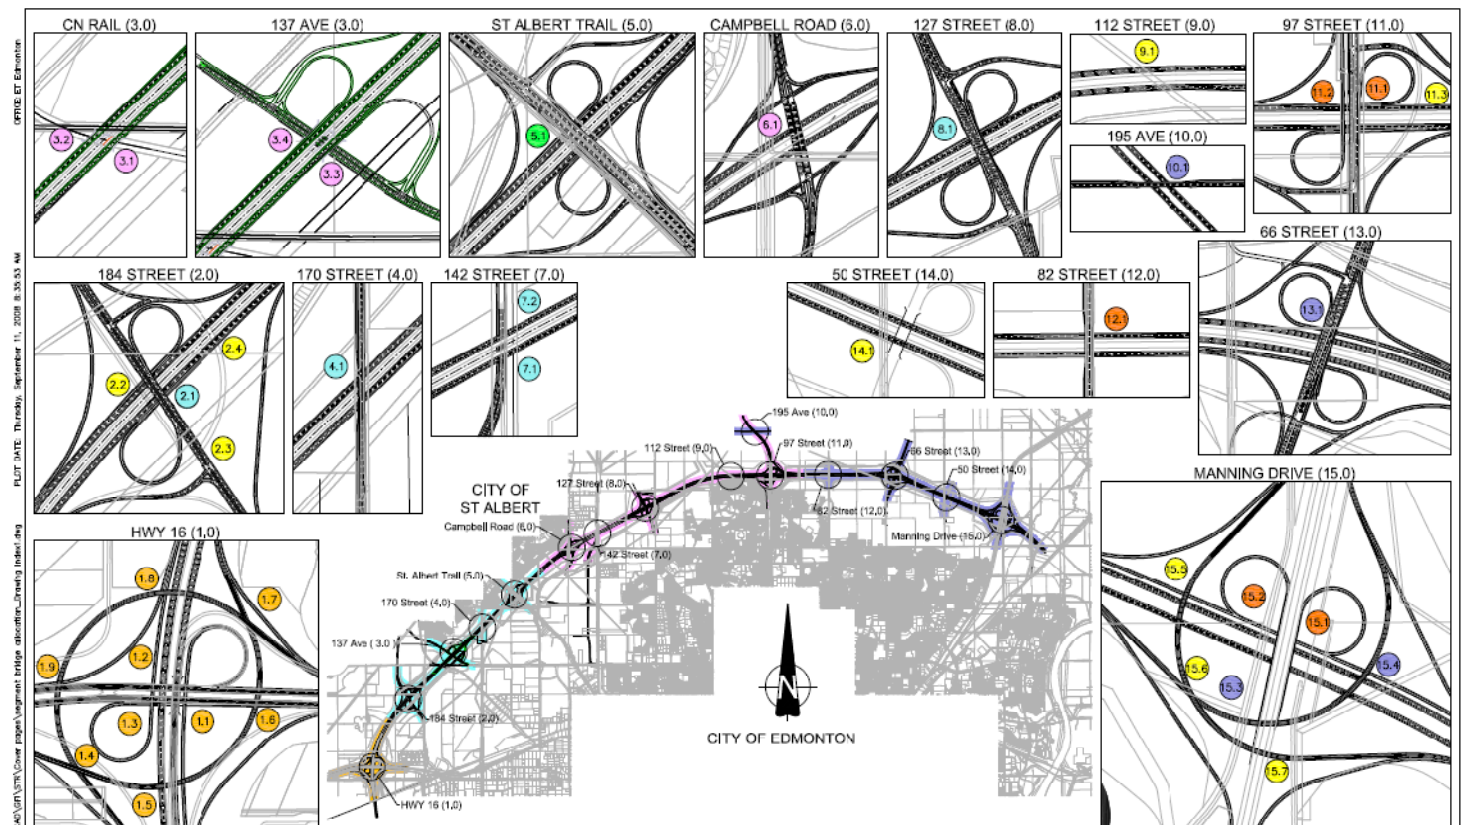 CN RAIL (3.0)
137 AVE (3.0)
ST ALBERT TRAIL (5.0)
CAMPBELL ROAD (6.0)
127 STREET (8.0)
112 STREET (9.0)
97 STREET (11.0)
3.2
3.1
3.4
3.3
5.1
6.1
8.1
9.1
11.2
11.1
11.3
195 AVE (10,0)
10.1
66 STREET (13.0)
13.1
184 STREET (2.0)
170 STREET (4.0)
142 STREET (7.0)
50 STREET (14.0)
82 STREET (12.0)
2.4
2.2
2.1
2.3
4.1
7.2
7.1
14.1
12.1
195 Ave (10,0)
112 Street (9,0)
97 Street (11,0)
66 Street (13,0)
50 Street (14,0)
127 Street (8,0)
82 Street (12,0)
Manning Drive (15,0)
CITY OF
ST ALBERT
Campbell Road (6,0)
142 Street (7,0)
St. Albert Trail (5,0)
170 Street (4,0)
137 Ave ( 3.0 )
184 Street (2,0)
HWY 16 (1,0)
N
CITY OF EDMONTON
HWY 16 (1,0)
1.8
1.7
1.9
1.2
1.3
1.1
1.6
1.4
1.5
MANNING DRIVE (15.0)
15.5
15.2
15.1
15.6
15.3
15.4
15.7
OFFICE: ET Edmonton
PLOT DATE: Thursday, September 11, 2008 8:35:53 AM
\STR\Cover pages\segment bridge allocation_Drawing Index1.dwg